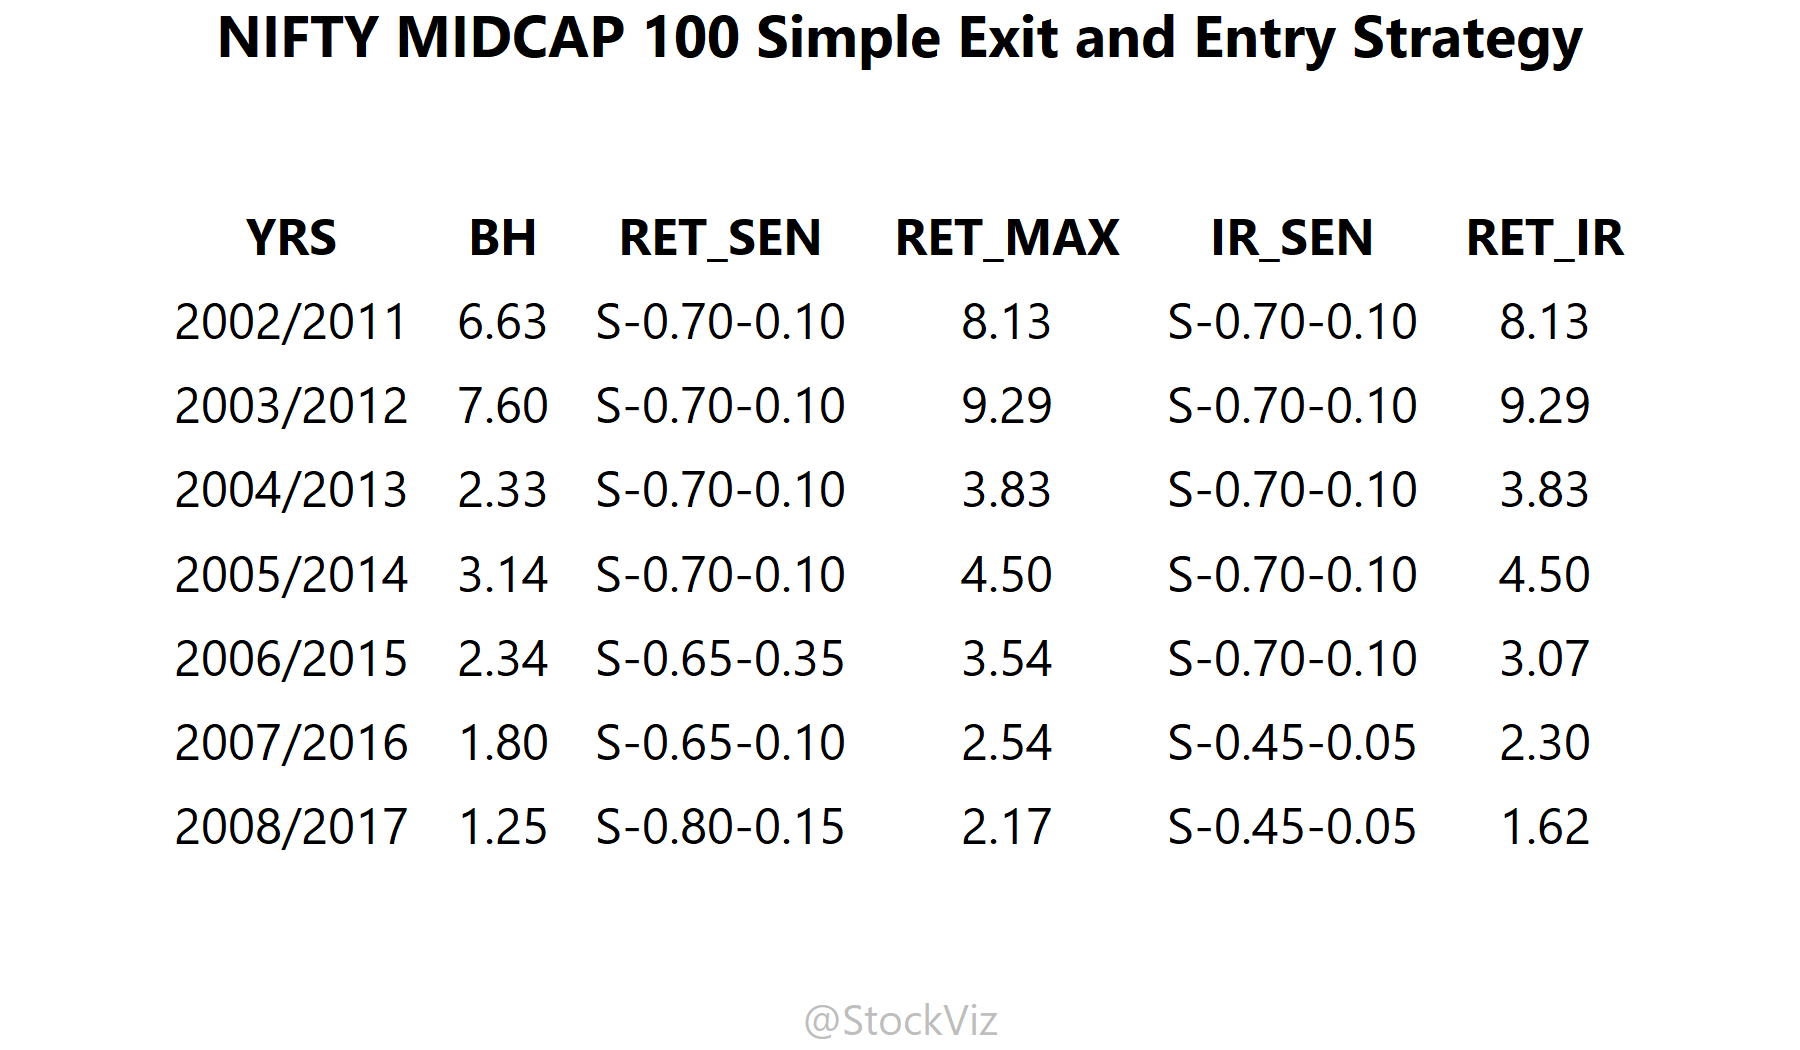 NIFTY MIDCAP 100 Simple Exit and Entry Strategy
YRS BH RET_SEN RET_MAX IR_SEN RET_IR
2002/2011 6.63 S-0.70-0.10 8.13 S-0.70-0.10 8.13
2003/2012 7.60 S-0.70-0.10 9.29 S-0.70-0.10 9.29
2004/2013 2.33 S-0.70-0.10 3.83 S-0.70-0.10 3.83
2005/2014 3.14 S-0.70-0.10 4.50 S-0.70-0.10 4.50
2006/2015 2.34 S-0.65-0.35 3.54 S-0.70-0.10 3.07
2007/2016 1.80 S-0.65-0.10 2.54 S-0.45-0.05 2.30
2008/2017 1.25 S-0.80-0.15 2.17 S-0.45-0.05 1.62
@StockViz